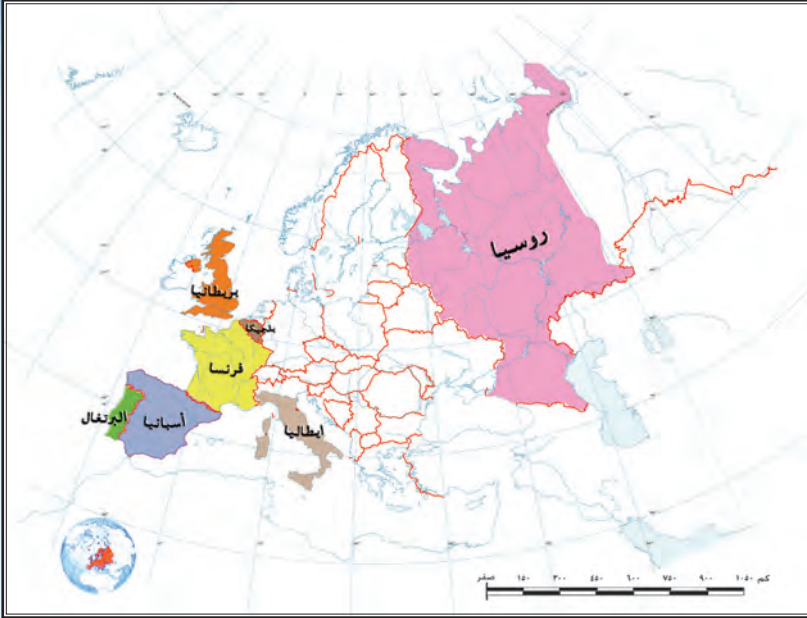 روسيا
بريطانيا
بلجيكا
فرنسا
البرتغال
أسبانيا
ايطاليا
صفر ١٥٠ ٣٠٠ ٤٥٠ ٦٠٠ ٧٥٠ ٩٠٠ ١٠٥٠ كم